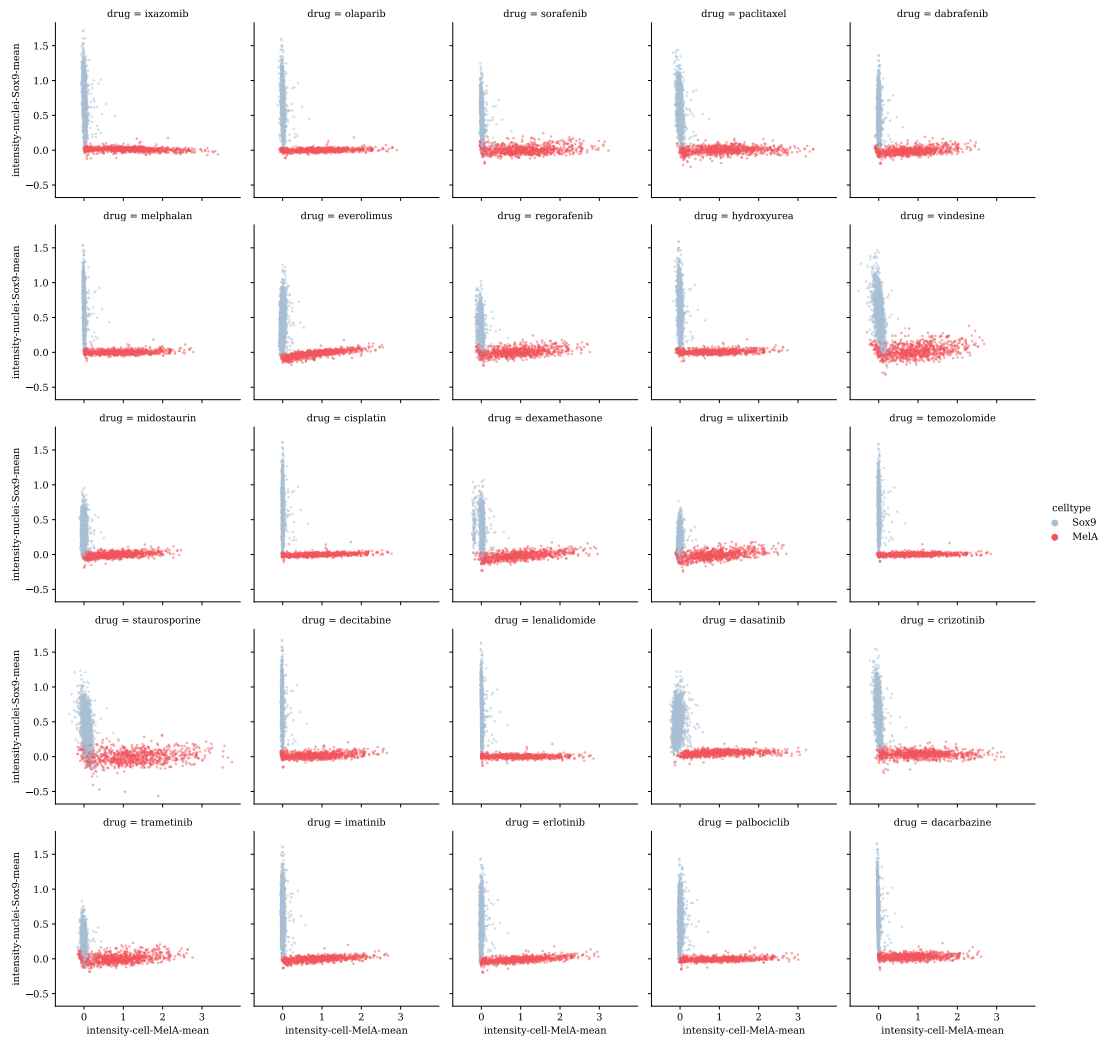 drug = ixazomib
drug = olaparib
drug = sorafenib
drug = paclitaxel
drug = dabrafenib
intensity-nuclei-Sox9-mean
1.5
1.0
0.5
0.0
−0.5
drug = melphalan
drug = everolimus
drug = regorafenib
drug = hydroxyurea
drug = vindesine
intensity-nuclei-Sox9-mean
1.5
1.0
0.5
0.0
−0.5
drug = midostaurin
drug = cisplatin
drug = dexamethasone
drug = ulixertinib
drug = temozolomide
intensity-nuclei-Sox9-mean
1.5
1.0
0.5
0.0
−0.5
celltype
Sox9
MelA
drug = staurosporine
drug = decitabine
drug = lenalidomide
drug = dasatinib
drug = crizotinib
intensity-nuclei-Sox9-mean
1.5
1.0
0.5
0.0
−0.5
drug = trametinib
drug = imatinib
drug = erlotinib
drug = palbociclib
drug = dacarbazine
intensity-nuclei-Sox9-mean
1.5
1.0
0.5
0.0
−0.5
0 1 2 3
0 1 2 3
0 1 2 3
0 1 2 3
0 1 2 3
intensity-cell-MelA-mean
intensity-cell-MelA-mean
intensity-cell-MelA-mean
intensity-cell-MelA-mean
intensity-cell-MelA-mean